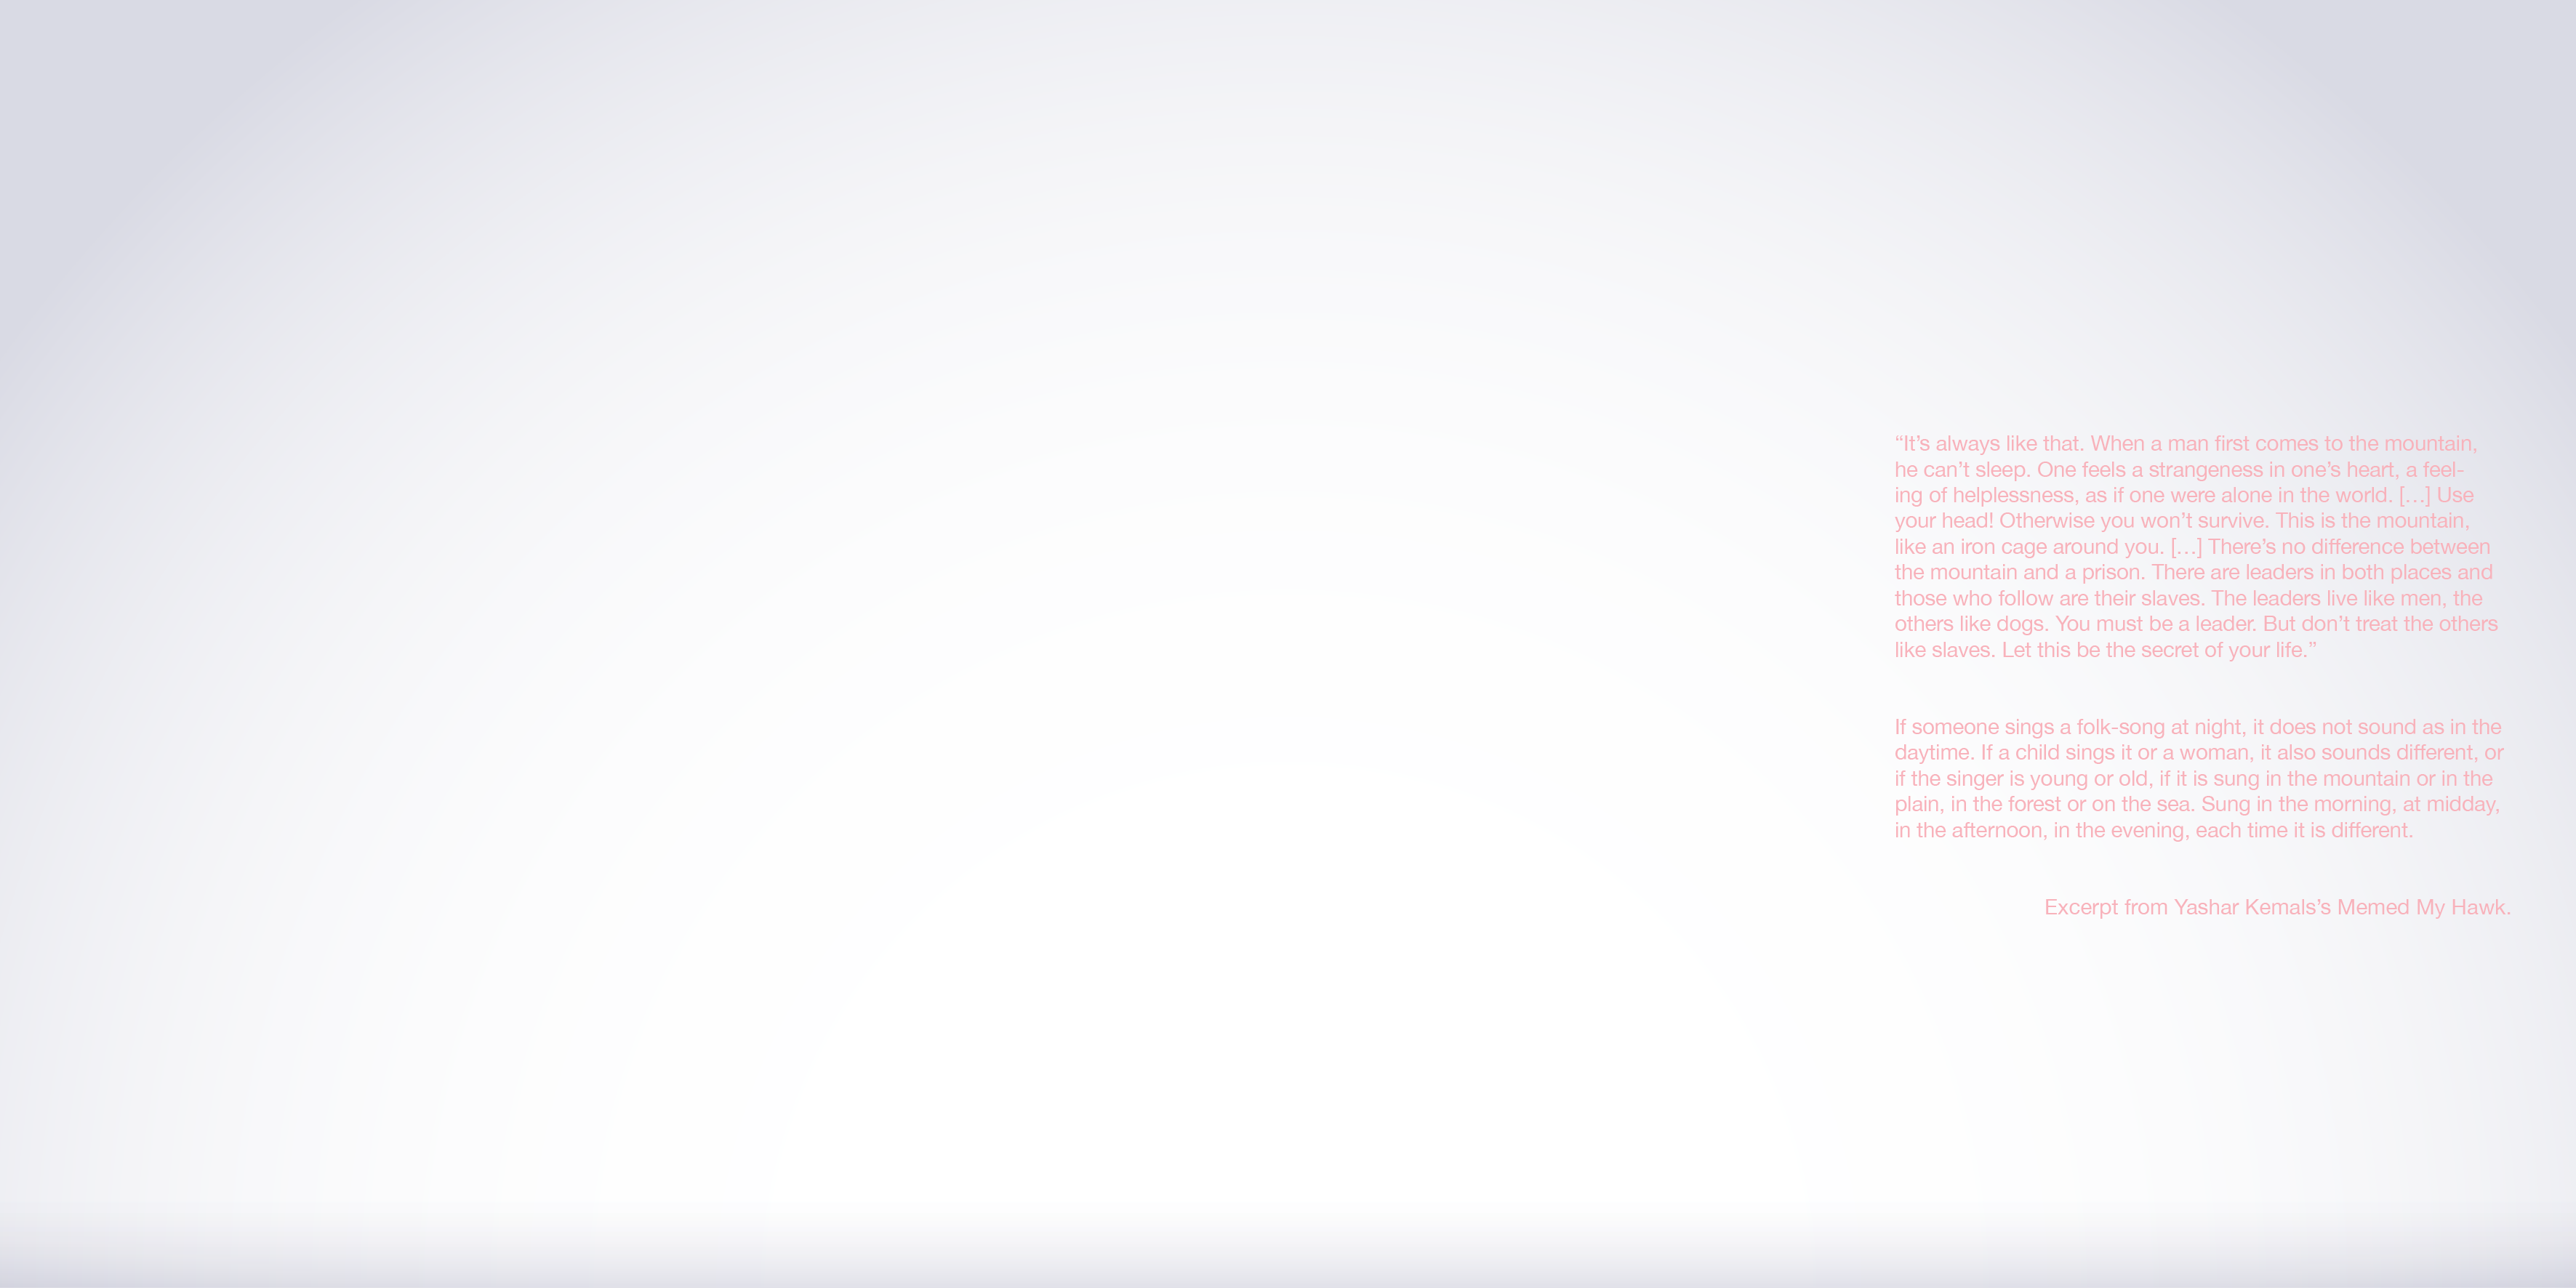 “It’s always like that. When a man first comes to the mountain,
he can’t sleep. One feels a strangeness in one’s heart, a feel-
ing of helplessness, as if one were alone in the world. […] Use
your head! Otherwise you won’t survive. This is the mountain,
like an iron cage around you. […] There’s no difference between
the mountain and a prison. There are leaders in both places and
those who follow are their slaves. The leaders live like men, the
others like dogs. You must be a leader. But don’t treat the others
like slaves. Let this be the secret of your life.”
If someone sings a folk-song at night, it does not sound as in the
daytime. If a child sings it or a woman, it also sounds different, or
if the singer is young or old, if it is sung in the mountain or in the
plain, in the forest or on the sea. Sung in the morning, at midday,
in the afternoon, in the evening, each time it is different.
Excerpt from Yashar Kemals’s Memed My Hawk.